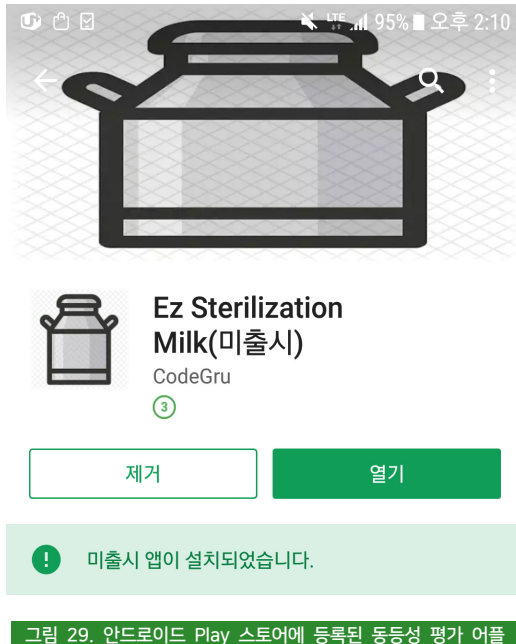 LTE 95% 오후 2:10
Ez Sterilization
Milk(미출시)
CodeGru
3
제거
열기
! 미출시 앱이 설치되었습니다.
그림 29. 안드로이드 Play 스토어에 등록된 동등성 평가 어플